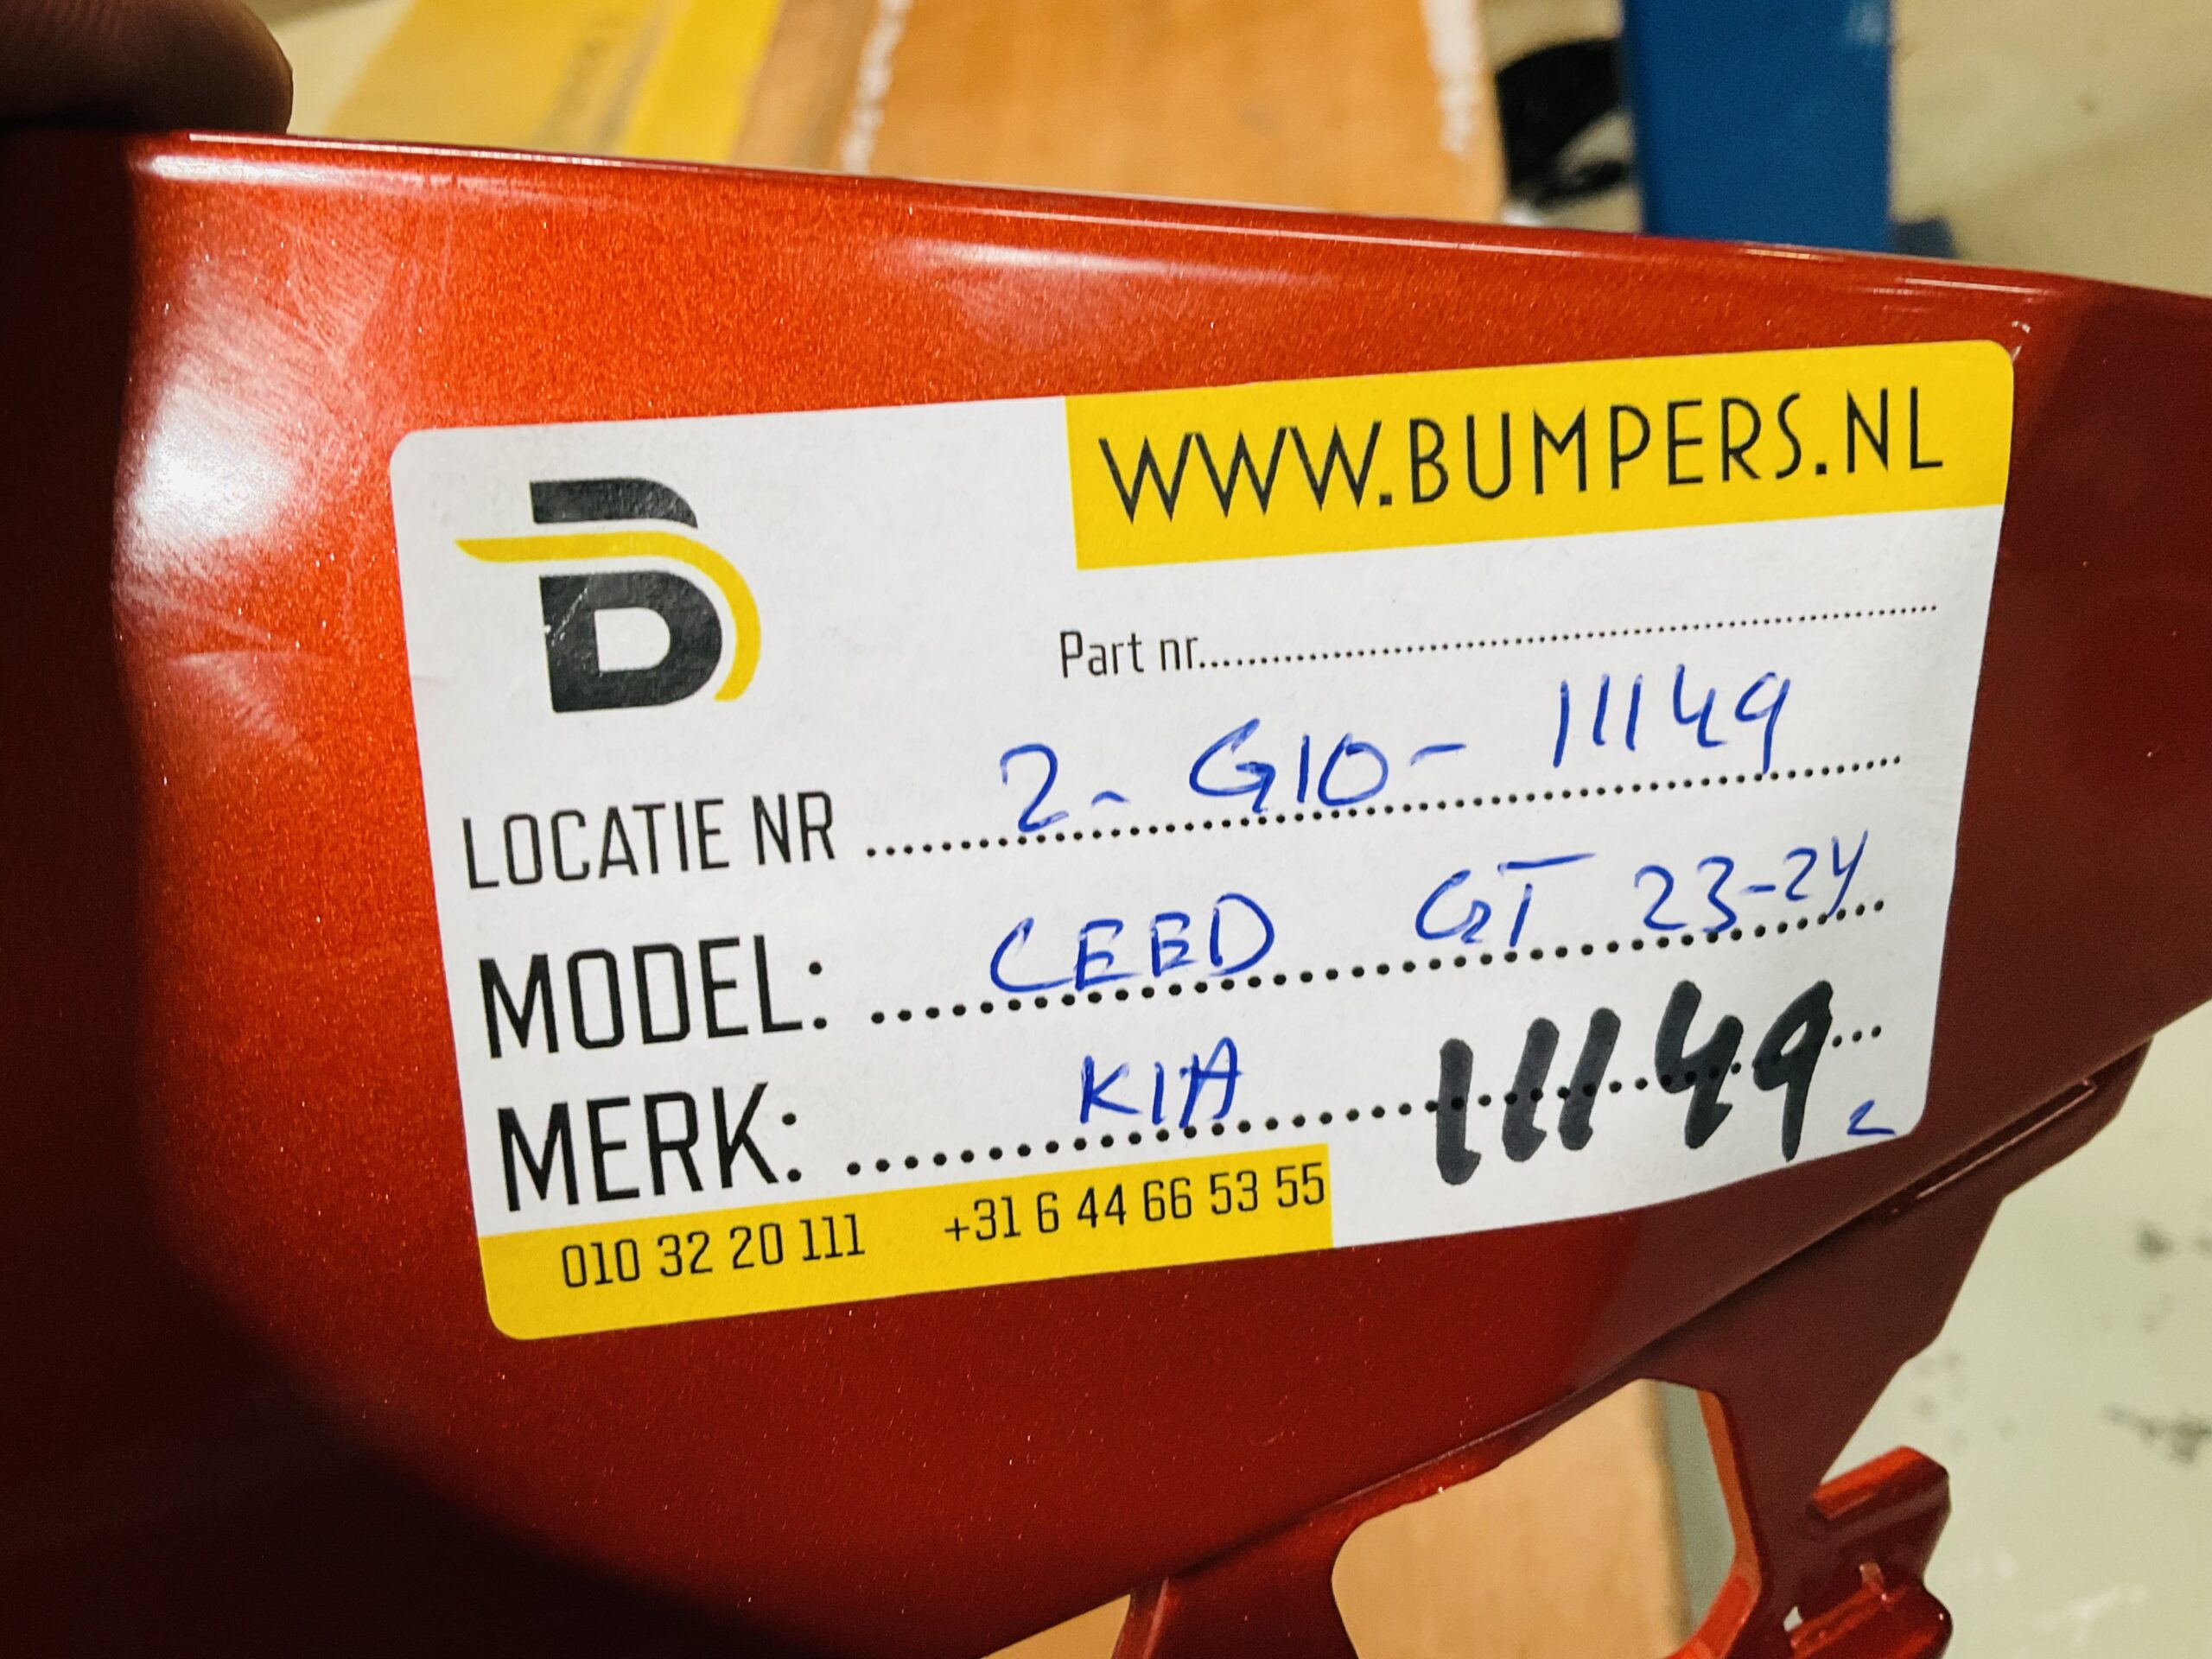 WWW.BUMPERS.NL
Part nr.
LOCATIE NR 2- G10- 11149
MODEL: CEED GT 23-24
MERK: KIA 11149
010 32 20 111 +31 6 44 66 53 55